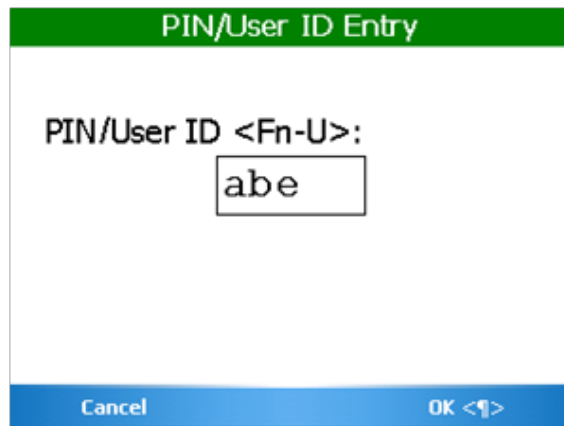 PIN/User ID Entry
PIN/User ID <Fn-U>:
abe
Cancel OK <¶>